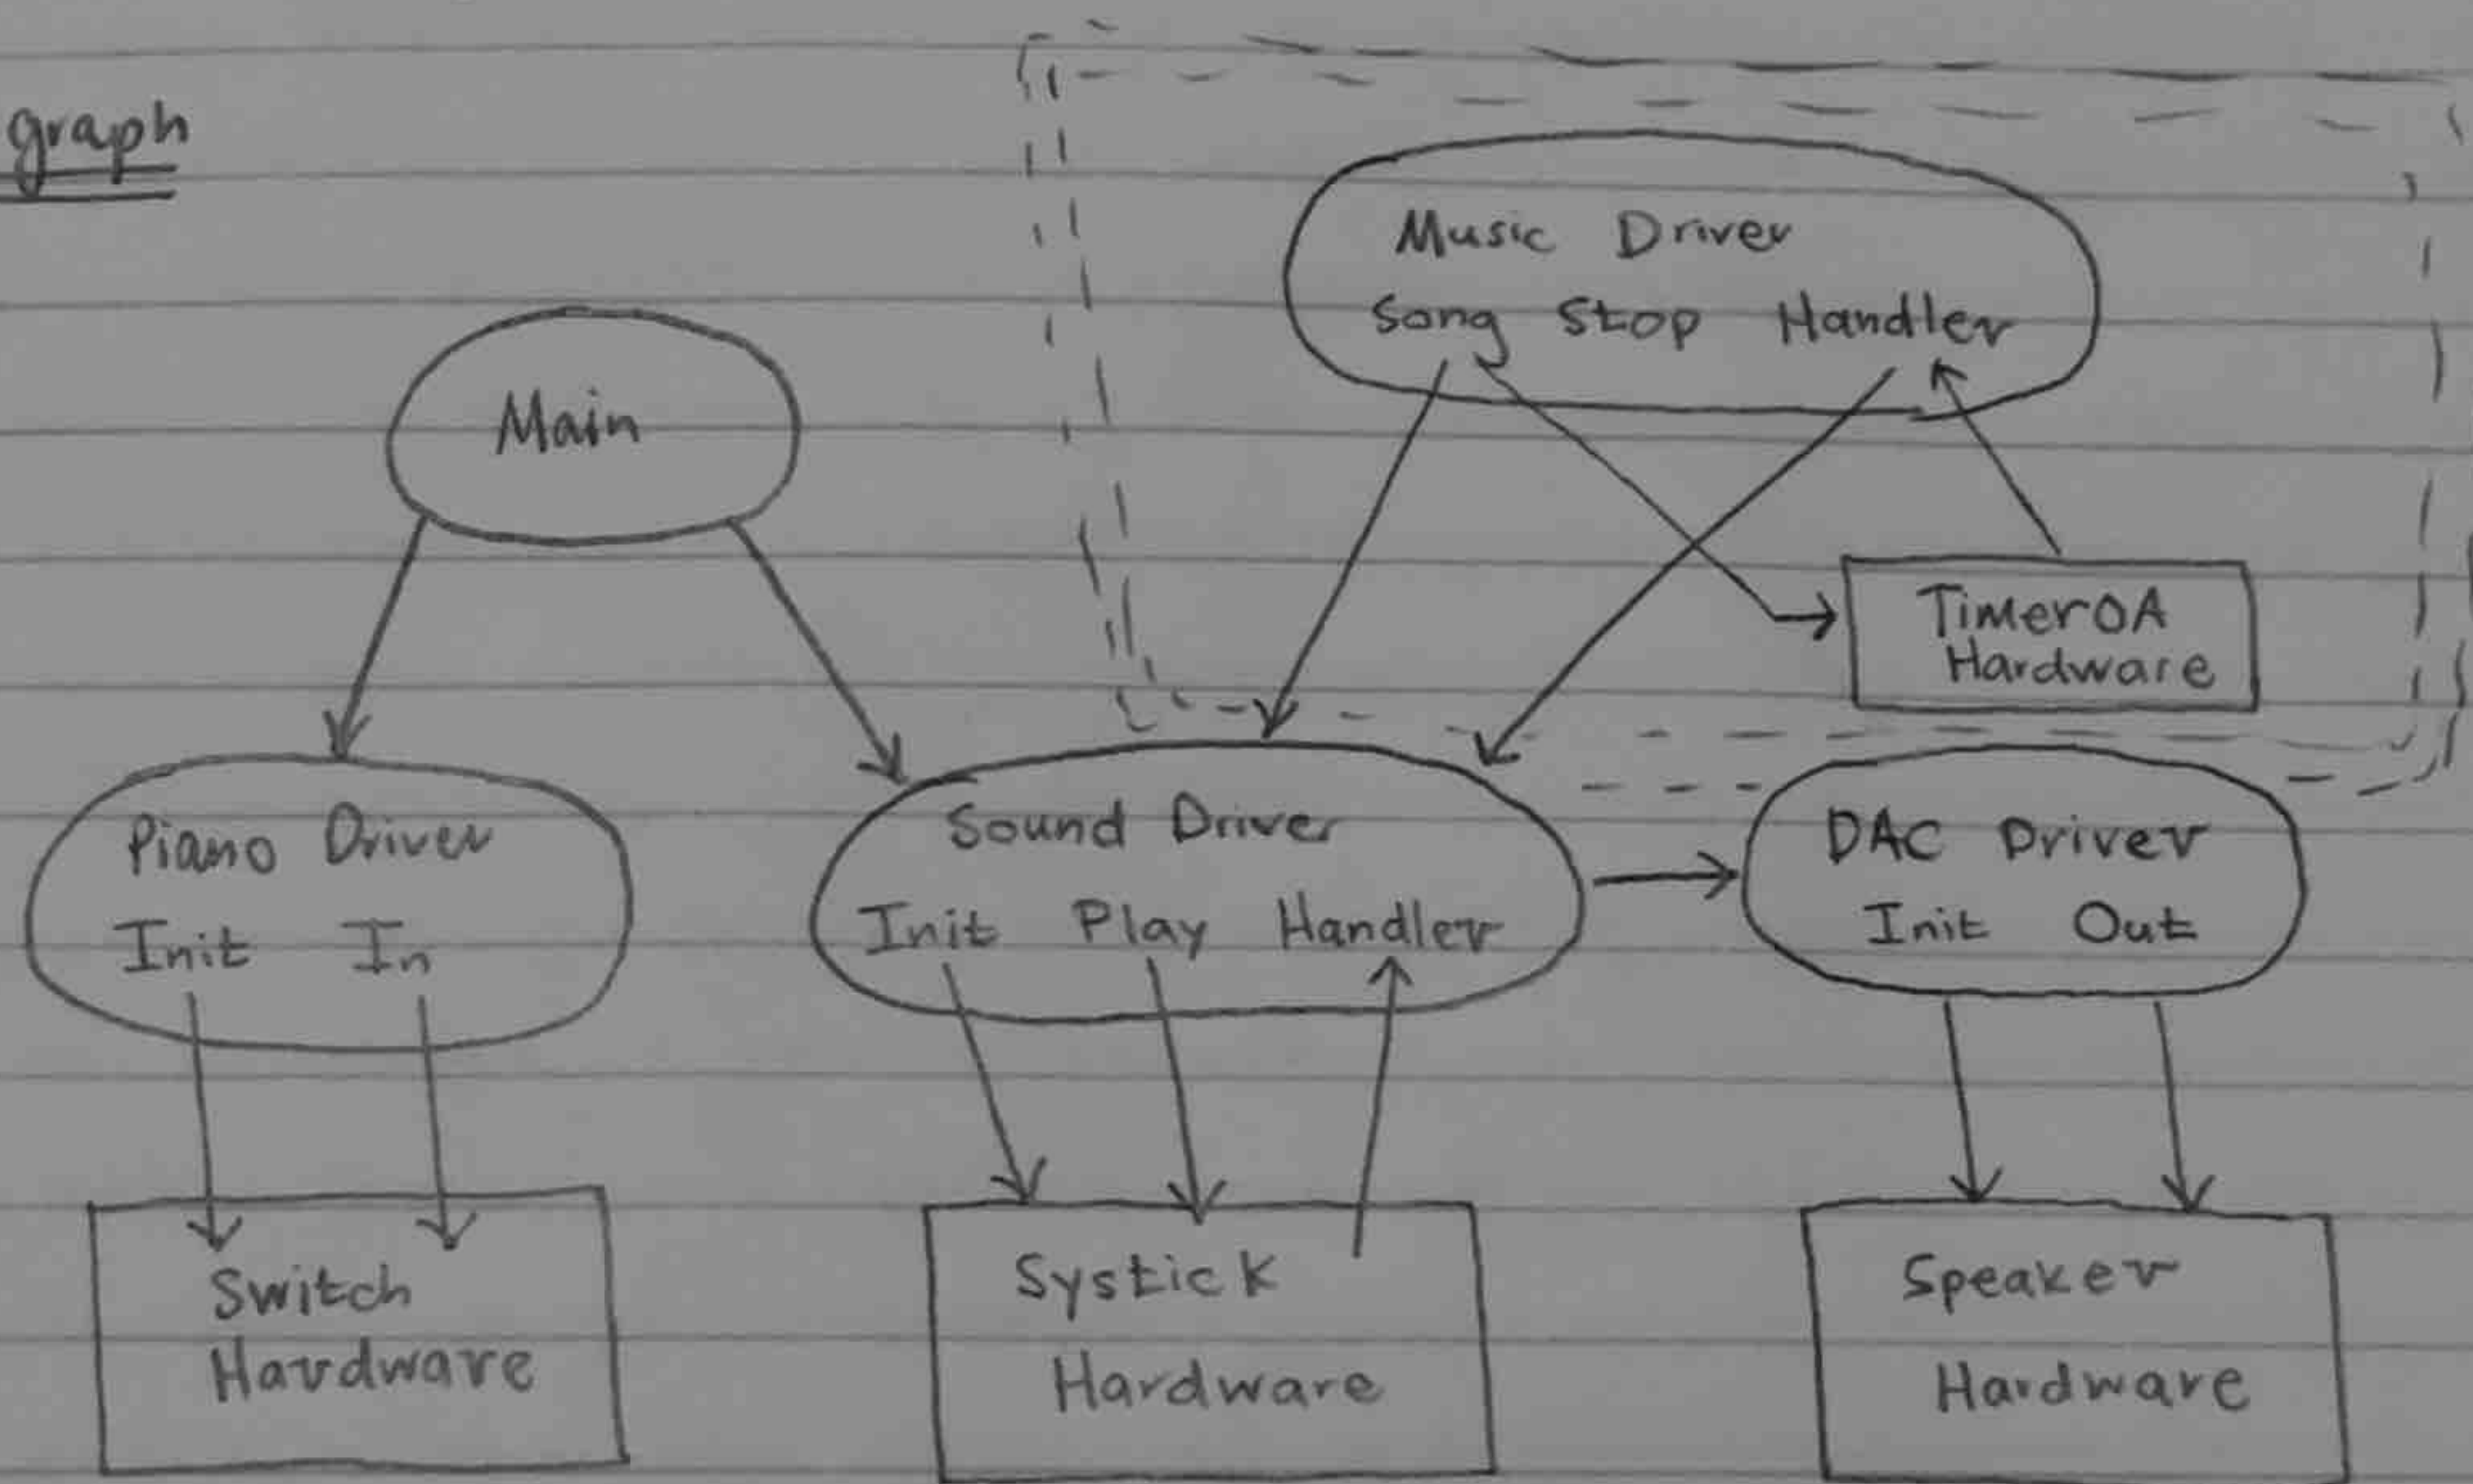 graph
Music Driver
Song Stop Handler
Main
Timer0A
Hardware
Piano Driver
Init In
Sound Driver
Init Play Handler
DAC Driver
Init Out
Switch
Hardware
Systick
Hardware
Speaker
Hardware